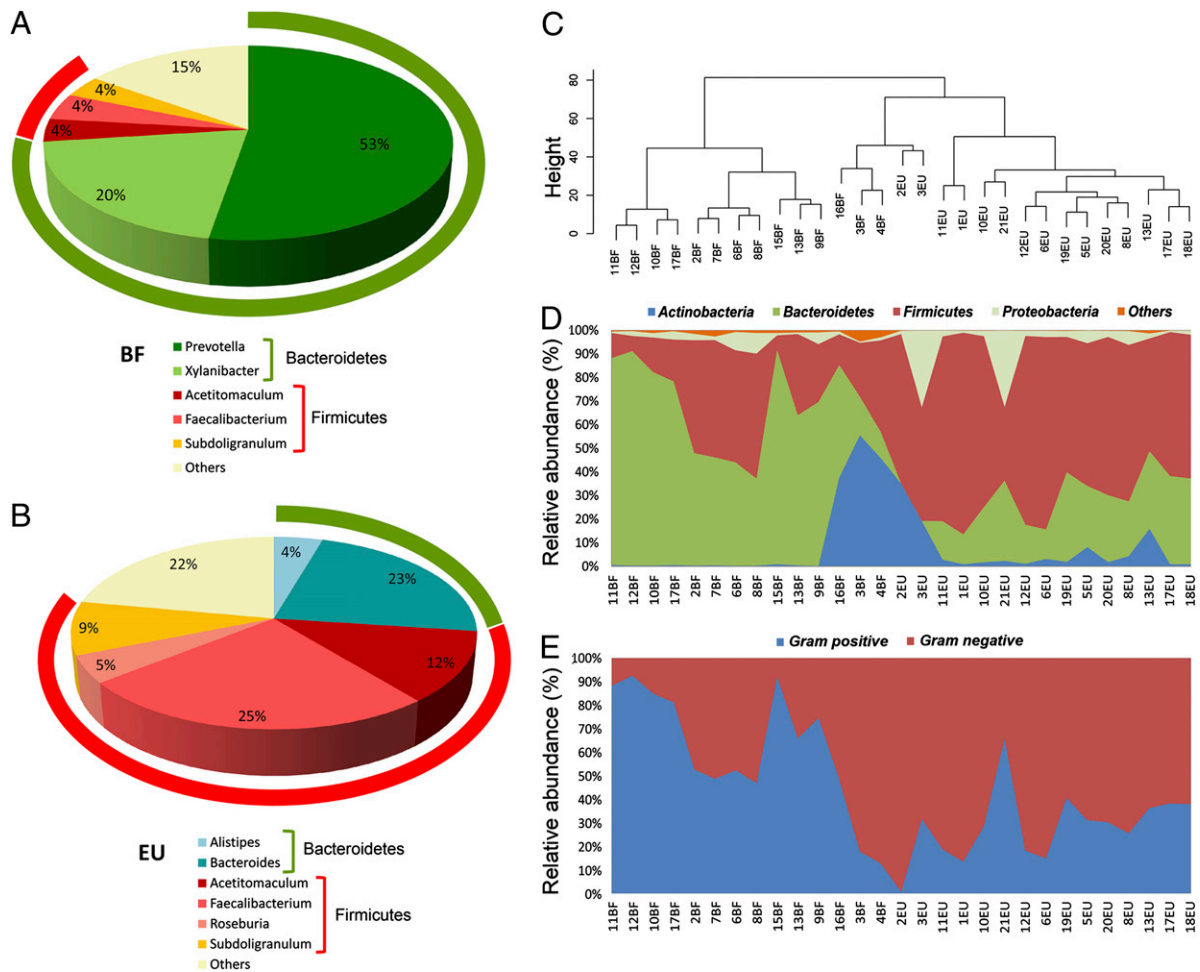 A
15%
4%
4%
4%
53%
20%
BF
Prevotella
Xylanibacter
Bacteroidetes
Acetitomaculum
Faecalibacterium
Subdoligranulum
Firmicutes
Others
B
4%
23%
22%
9%
12%
5%
25%
EU
Alistipes
Bacteroides
Bacteroidetes
Acetitomaculum
Faecalibacterium
Roseburia
Subdoligranulum
Firmicutes
Others
C
Height
80
60
40
20
0
11BF 12BF 10BF 17BF 2BF 7BF 6BF 8BF 15BF 13BF 9BF 16BF 3BF 4BF 2EU 3EU 11EU 1EU 10EU 21EU 12EU 6EU 19EU 5EU 20EU 8EU 13EU 17EU 18EU
D
Actinobacteria Bacteroidetes Firmicutes Proteobacteria Others
Relative abundance (%)
100%
90%
80%
70%
60%
50%
40%
30%
20%
10%
0%
11BF 12BF 10BF 17BF 2BF 7BF 6BF 8BF 15BF 13BF 9BF 16BF 3BF 4BF 2EU 3EU 11EU 1EU 10EU 21EU 12EU 6EU 19EU 5EU 20EU 8EU 13EU 17EU 18EU
E
Gram positive Gram negative
Relative abundance (%)
100%
90%
80%
70%
60%
50%
40%
30%
20%
10%
0%
11BF 12BF 10BF 17BF 2BF 7BF 6BF 8BF 15BF 13BF 9BF 16BF 3BF 4BF 2EU 3EU 11EU 1EU 10EU 21EU 12EU 6EU 19EU 5EU 20EU 8EU 13EU 17EU 18EU